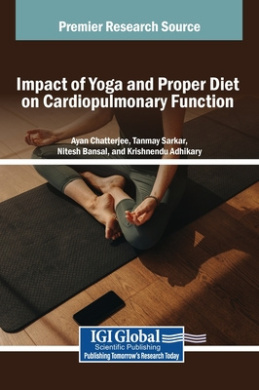 Premier Research Source
Impact of Yoga and Proper Diet
on Cardiopulmonary Function
Ayan Chatterjee, Tanmay Sarkar,
Nitesh Bansal, and Krishnendu Adhikary
IGI Global
Scientific Publishing
Publishing Tomorrow's Research Today